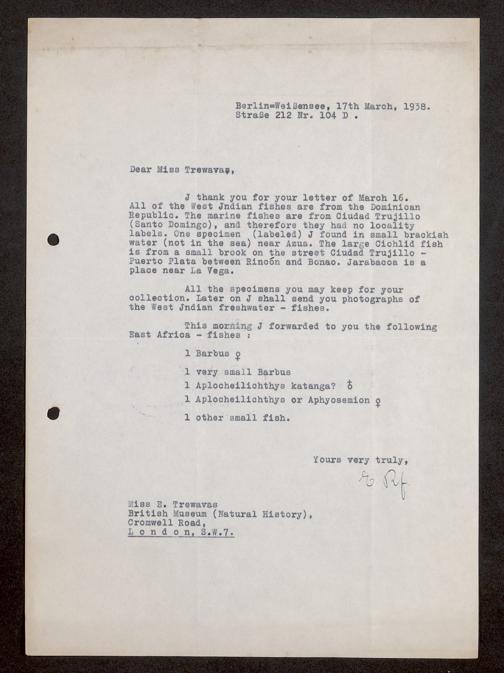 Berlin=Weißensee, 17th March, 1938.
Straße 212 Nr. 104 D .
Dear Miss Trewavas,
J thank you for your letter of March 16.
All of the West Jndian fishes are from the Dominican
Republic. The marine fishes are from Ciudad Trujillo
(Santo Domingo), and therefore they had no locality
labels. One specimen (labeled) J found in small brackish
water (not in the sea) near Azua. The large Cichlid fish
is from a small brook on the street Ciudad Trujillo -
Puerto Plata between Rincón and Bonao. Jarabacoa is a
place near La Vega.
All the specimens you may keep for your
collection. Later on J shall send you photographs of
the West Jndian freshwater - fishes.
This morning J forwarded to you the following
East Africa - fishes :
1 Barbus ♀
1 very small Barbus
1 Aplocheilichthys katanga? ♂
1 Aplocheilichthys or Aphyosemion ♀
1 other small fish.
Yours very truly,
Miss E. Trewavas
British Museum (Natural History),
Cromwell Road,
L o n d o n, S.W.7.